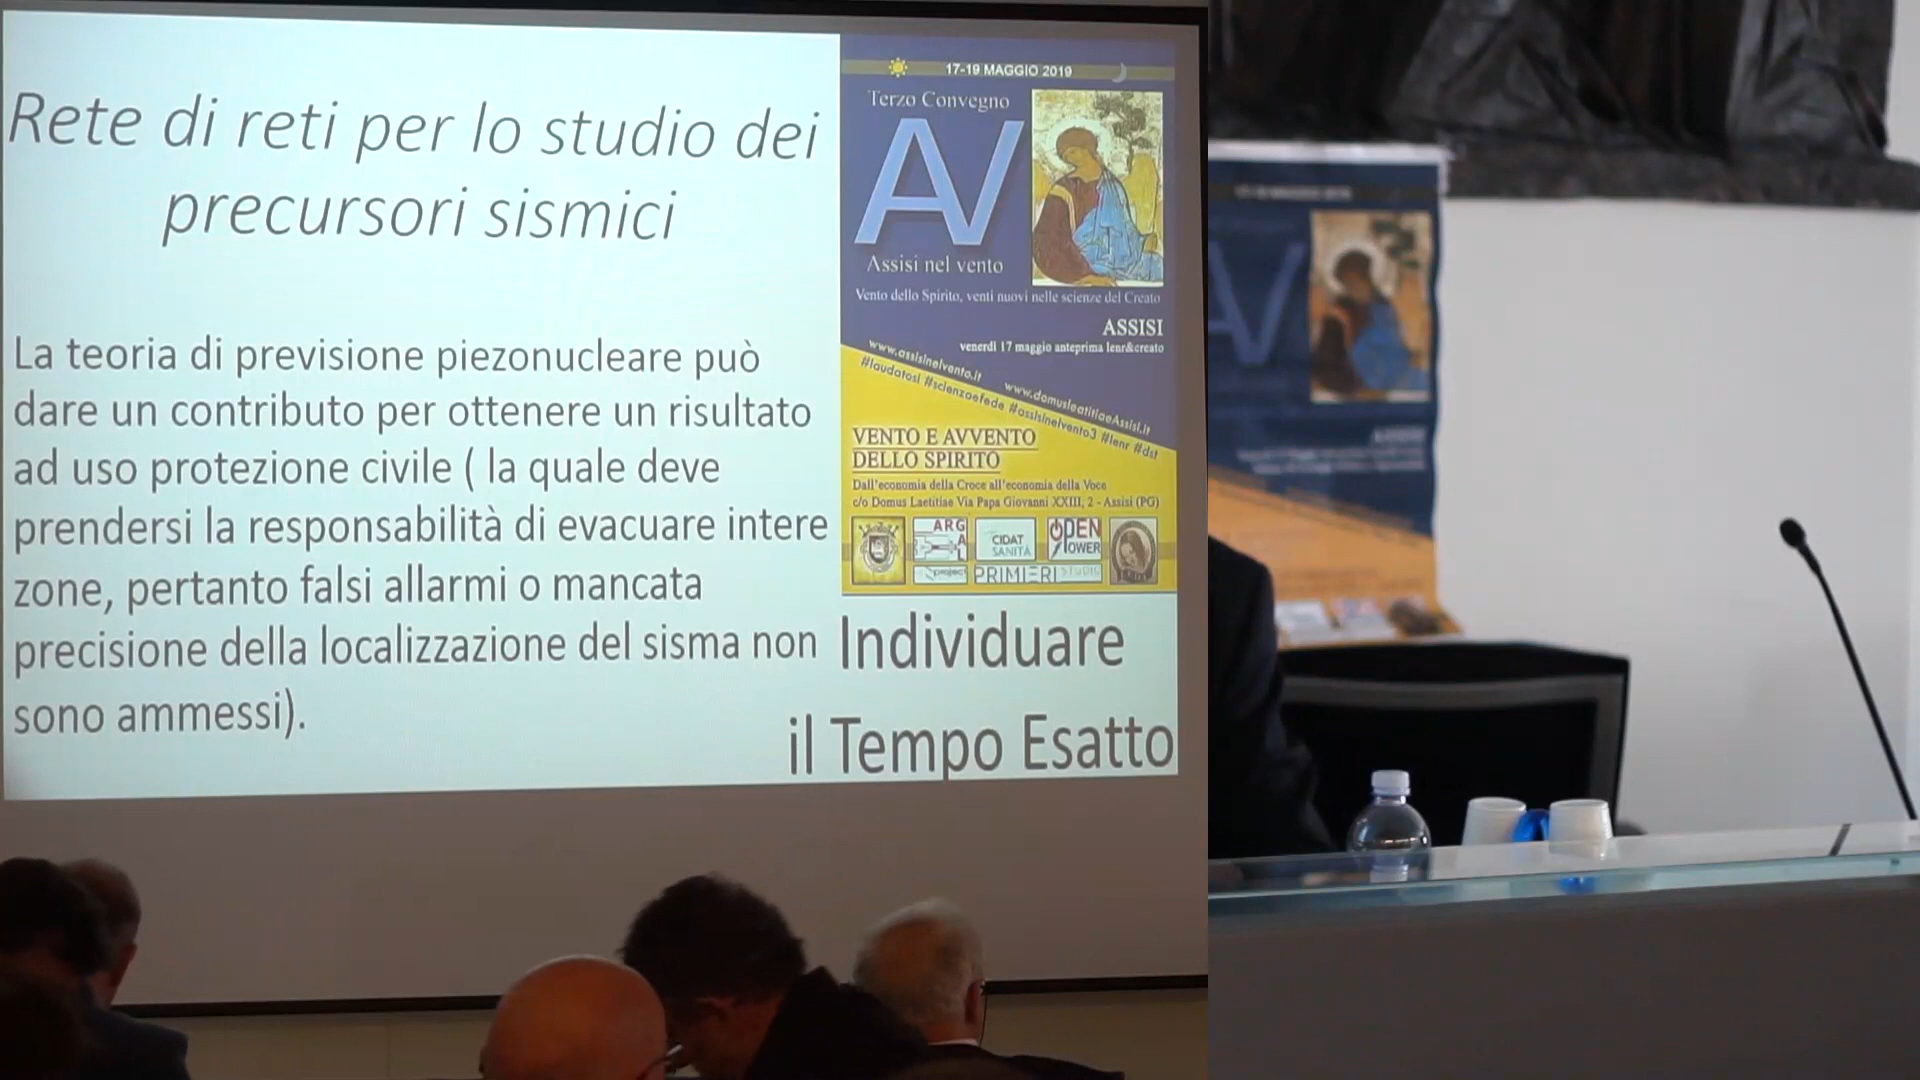 Rete di reti per lo studio dei
precursori sismici
La teoria di previsione piezonucleare può
dare un contributo per ottenere un risultato
ad uso protezione civile ( la quale deve
prendersi la responsabilità di evacuare intere
zone, pertanto falsi allarmi o mancata
precisione della localizzazione del sisma non
sono ammessi).
17-19 MAGGIO 2019
Terzo Convegno
AV
Assisi nel vento
Vento dello Spirito, venti nuovi nelle scienze del Creato
ASSISI
venerdì 17 maggio anteprima lenr&creato
www.assisinelvento.it
www.domuslaetitiaeAssisi.it
#laudatosi #scienzaefede #assisinelvento3 #lenr #dst
VENTO E AVVENTO
DELLO SPIRITO
Dall'economia della Croce all'economia della Voce
c/o Domus Laetitiae Via Papa Giovanni XXIII, 2 - Assisi (PG)
ARG
AL
project
CIDAT
SANITÀ
OPEN
POWER
PRIMIERI STUDIO
Individuare
il Tempo Esatto
AV